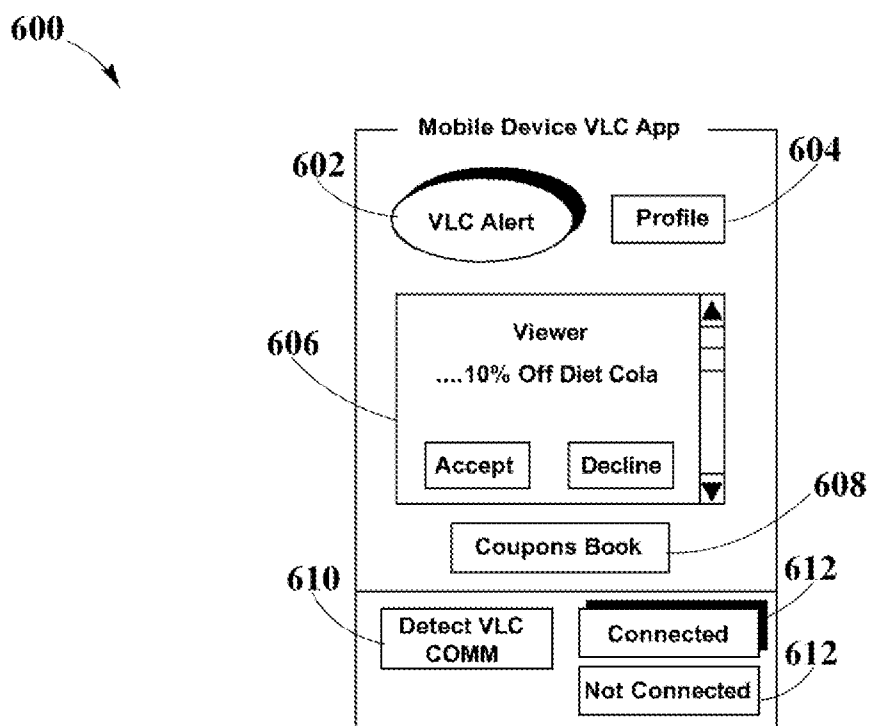 600
Mobile Device VLC App
602
604
VLC Alert
Profile
606
Viewer
....10% Off Diet Cola
Accept
Decline
608
Coupons Book
610
612
Detect VLC
COMM
Connected
612
Not Connected